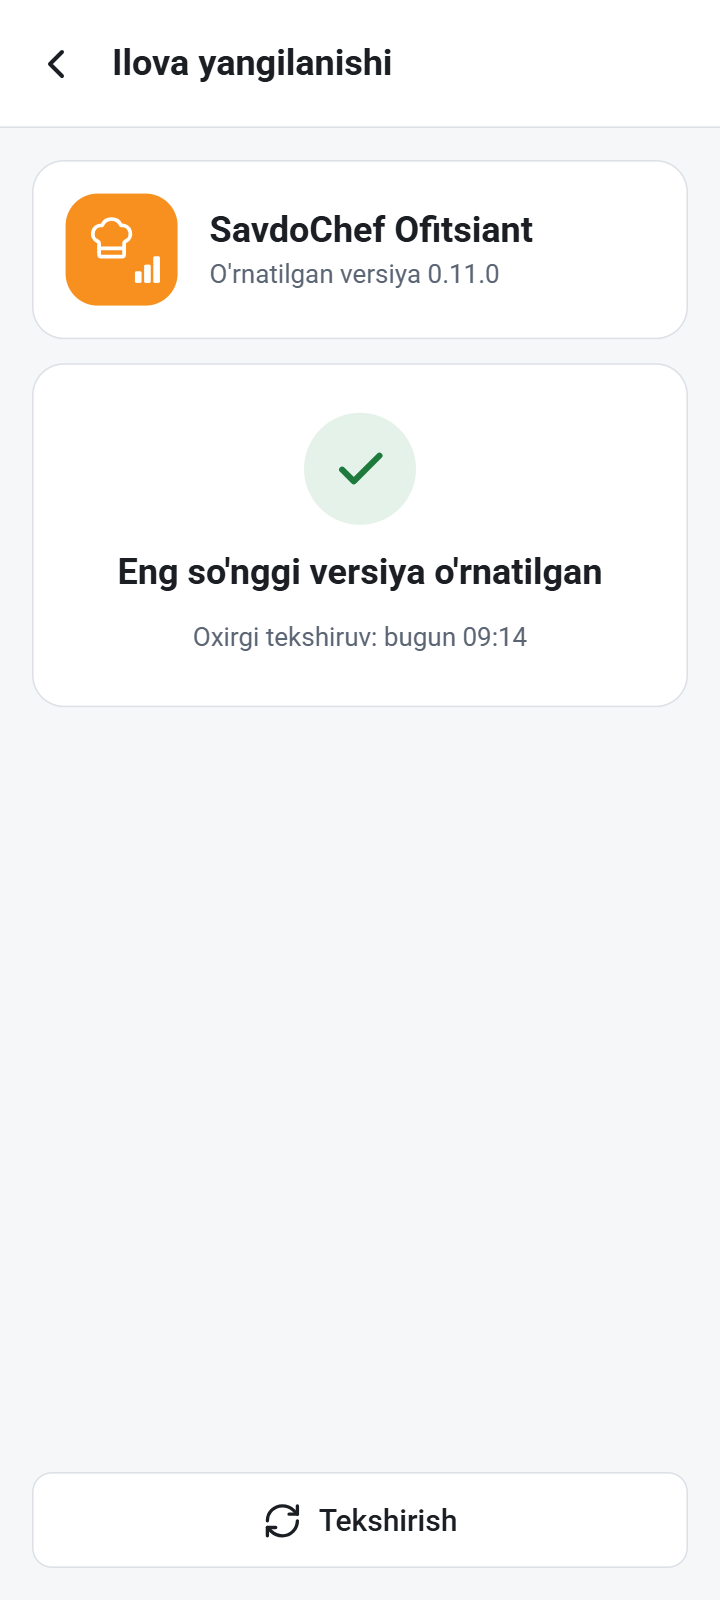 Ilova yangilanishi
SavdoChef Ofitsiant
O'rnatilgan versiya 0.11.0
Eng so'nggi versiya o'rnatilgan
Oxirgi tekshiruv: bugun 09:14
Tekshirish